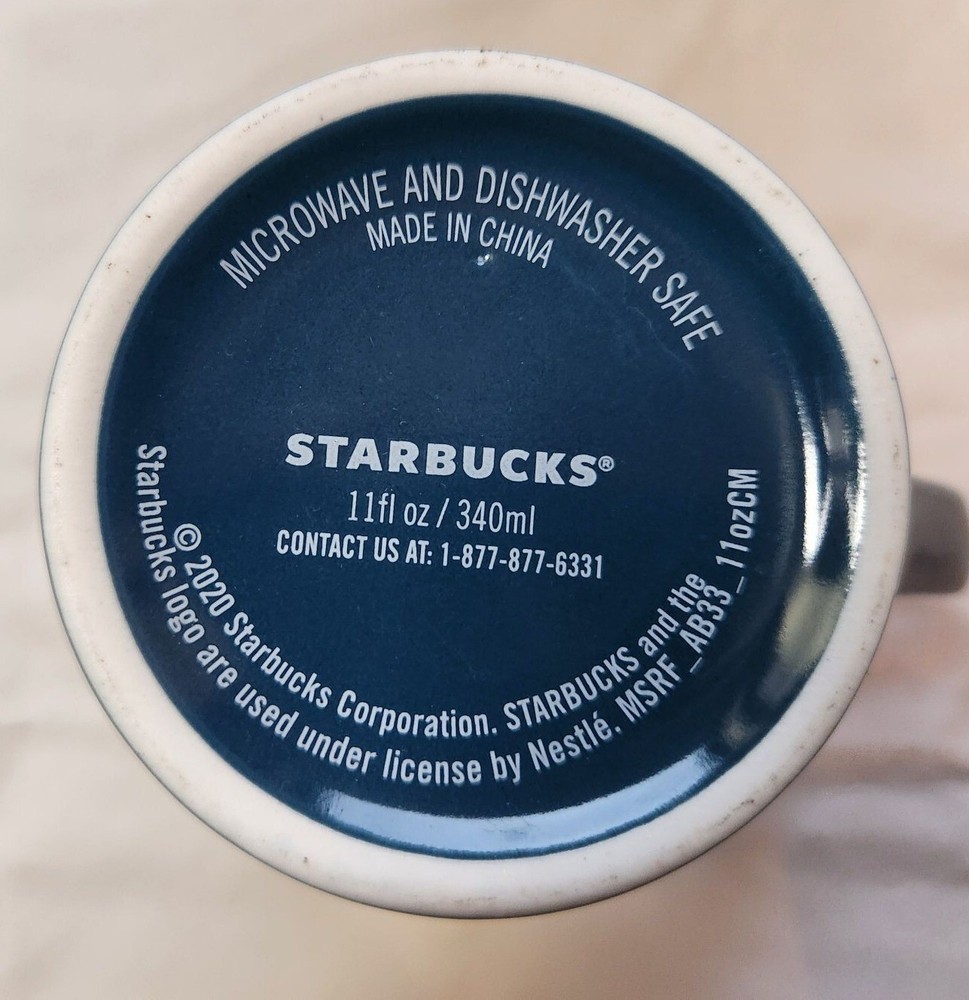 MICROWAVE AND DISHWASHER SAFE
MADE IN CHINA
STARBUCKS®
11fl oz / 340ml
CONTACT US AT: 1-877-877-6331
© 2020 Starbucks Corporation. STARBUCKS and the
Starbucks logo are used under license by Nestlé. MSRF_AB33_11ozCM